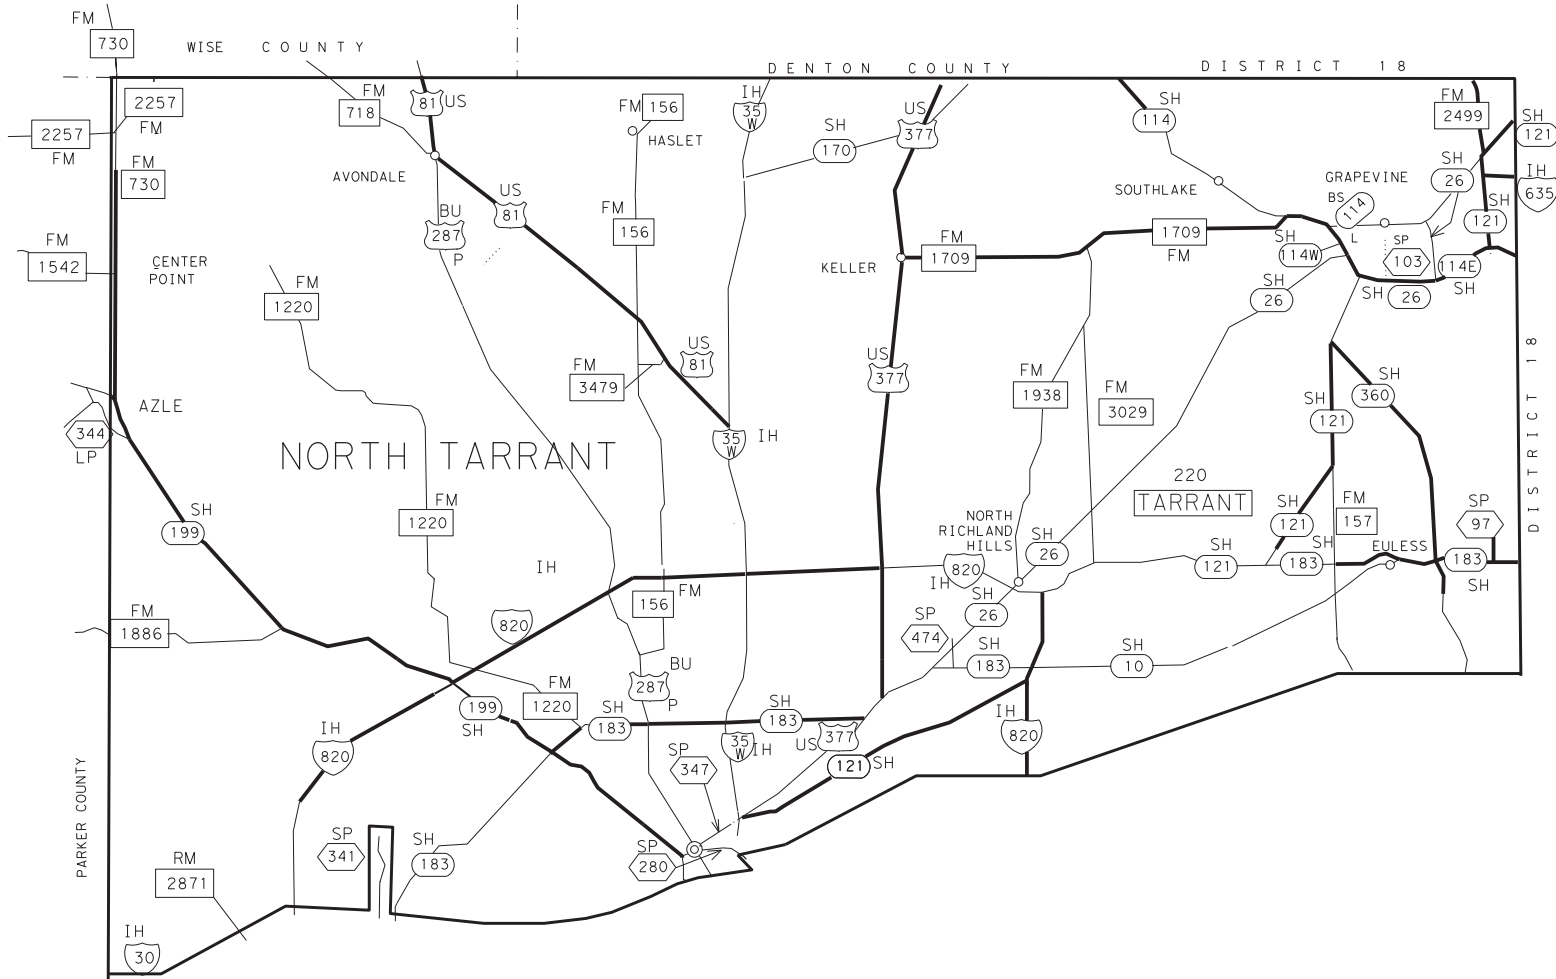 FM
730
WISE COUNTY
DENTON COUNTY
DISTRICT 18
2257
FM
2257
FM
FM
718
81
US
FM
156
HASLET
IH
35
W
SH
170
US
377
SH
114
FM
2499
SH
121
IH
635
FM
730
AVONDALE
US
81
BU
287
P
FM
156
SOUTHLAKE
GRAPEVINE
SH
26
BS
114
L
SH
121
FM
1542
CENTER
POINT
FM
1220
KELLER
FM
1709
1709
FM
SH
114W
SP
103
114E
SH
SH
26
SH
26
US
81
FM
3479
US
377
FM
1938
FM
3029
SH
121
SH
360
DISTRICT 18
AZLE
344
LP
NORTH TARRANT
35
W
IH
220
TARRANT
SH
199
FM
1220
NORTH
RICHLAND
HILLS
SH
26
SH
121
FM
157
SP
97
EULESS
IH
820
IH
820
SH
121
SH
183
183
SH
FM
1886
156
FM
SH
26
SP
474
SH
183
SH
10
BU
287
P
199
SH
FM
1220
SH
183
SH
183
US
377
IH
820
IH
820
35
W
IH
SP
347
121
SH
PARKER COUNTY
SP
341
SH
183
SP
280
RM
2871
IH
30